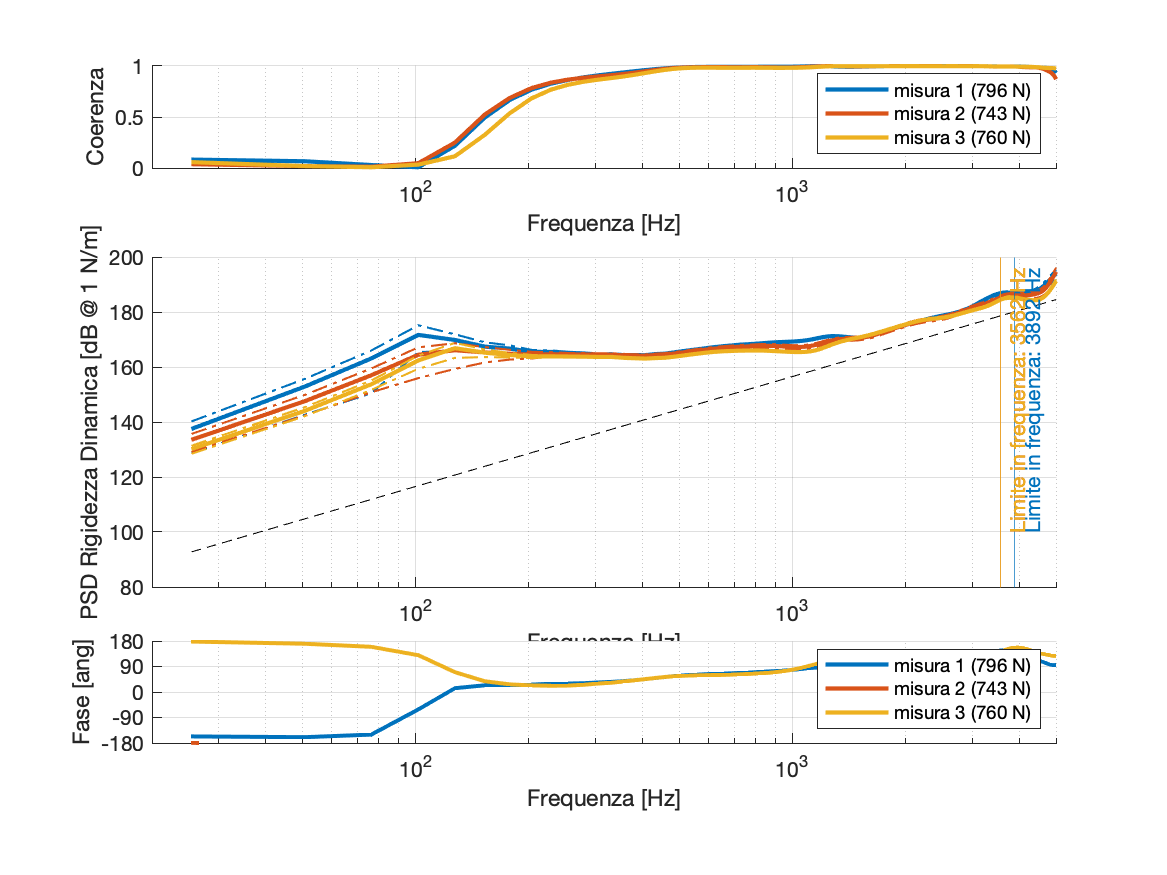 1
0.5
0
Coerenza
misura 1 (796 N)
misura 2 (743 N)
misura 3 (760 N)
10^2
10^3
Frequenza [Hz]
200
180
160
140
120
100
80
PSD Rigidezza Dinamica [dB @ 1 N/m]
Limite in frequenza: 3562Hz
Limite in frequenza: 3892Hz
10^2
10^3
Frequenza [Hz]
180
90
0
-90
-180
Fase [ang]
misura 1 (796 N)
misura 2 (743 N)
misura 3 (760 N)
10^2
10^3
Frequenza [Hz]